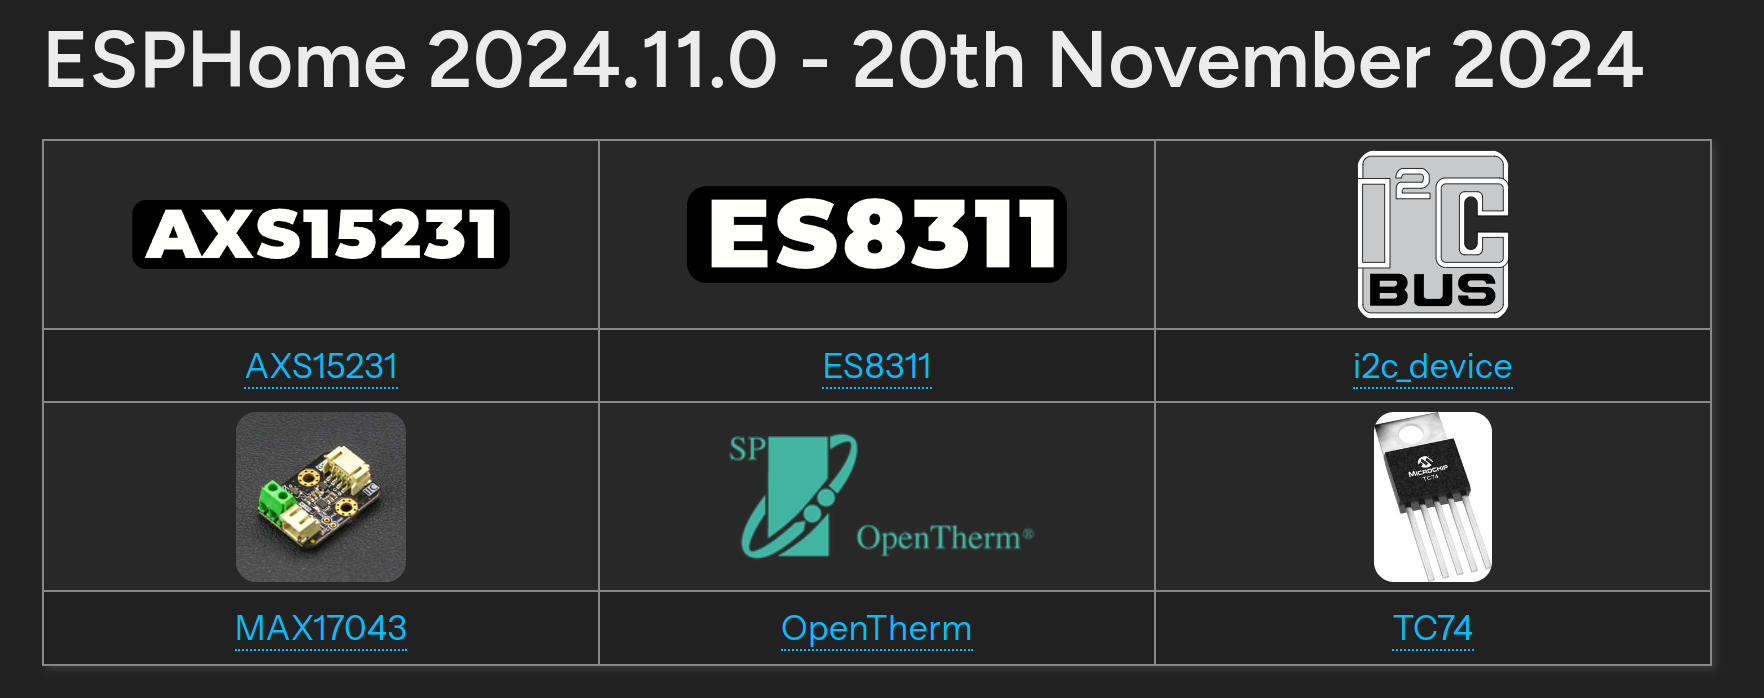 ESPHome 2024.11.0 - 20th November 2024
AXS15231
ES8311
I²C
BUS
AXS15231
ES8311
i2c_device
SP
OpenTherm®
MICROCHIP
TC74
MAX17043
OpenTherm
TC74